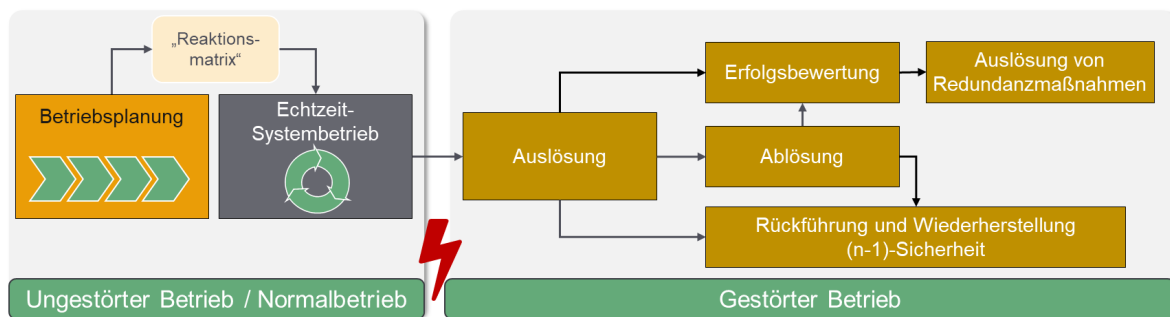 „Reaktions-
matrix“
Betriebsplanung
Echtzeit-
Systembetrieb
Ungestörter Betrieb / Normalbetrieb
Auslösung
Erfolgsbewertung
Auslösung von
Redundanzmaßnahmen
Ablösung
Rückführung und Wiederherstellung
(n-1)-Sicherheit
Gestörter Betrieb